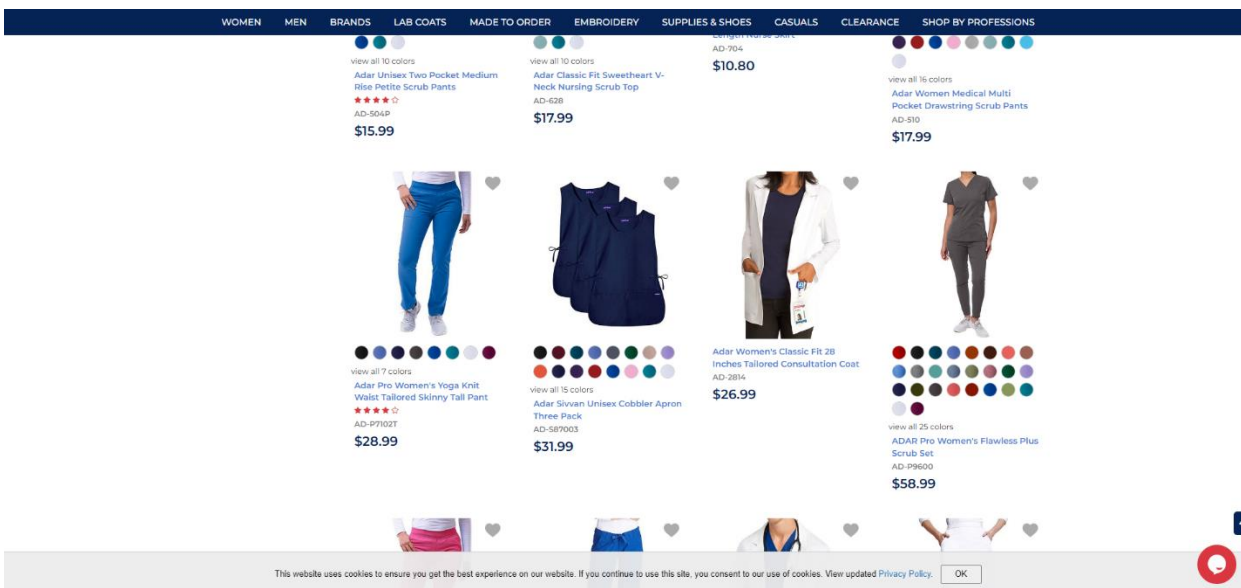 WOMEN MEN BRANDS LAB COATS MADE TO ORDER EMBROIDERY SUPPLIES & SHOES CASUALS CLEARANCE SHOP BY PROFESSIONS
view all 10 colors
Adar Unisex Two Pocket Medium
Rise Petite Scrub Pants
AD-504P
$15.99
view all 10 colors
Adar Classic Fit Sweetheart V-
Neck Nursing Scrub Top
AD-628
$17.99
Length Nurse Skirt
AD-704
$10.80
view all 16 colors
Adar Women Medical Multi
Pocket Drawstring Scrub Pants
AD-510
$17.99
view all 7 colors
Adar Pro Women's Yoga Knit
Waist Tailored Skinny Tall Pant
AD-P7102T
$28.99
view all 15 colors
Adar Sivvan Unisex Cobbler Apron
Three Pack
AD-S87003
$31.99
Adar Women's Classic Fit 28
Inches Tailored Consultation Coat
AD-2814
$26.99
view all 25 colors
ADAR Pro Women's Flawless Plus
Scrub Set
AD-P9600
$58.99
This website uses cookies to ensure you get the best experience on our website. If you continue to use this site, you consent to our use of cookies. View updated Privacy Policy. OK